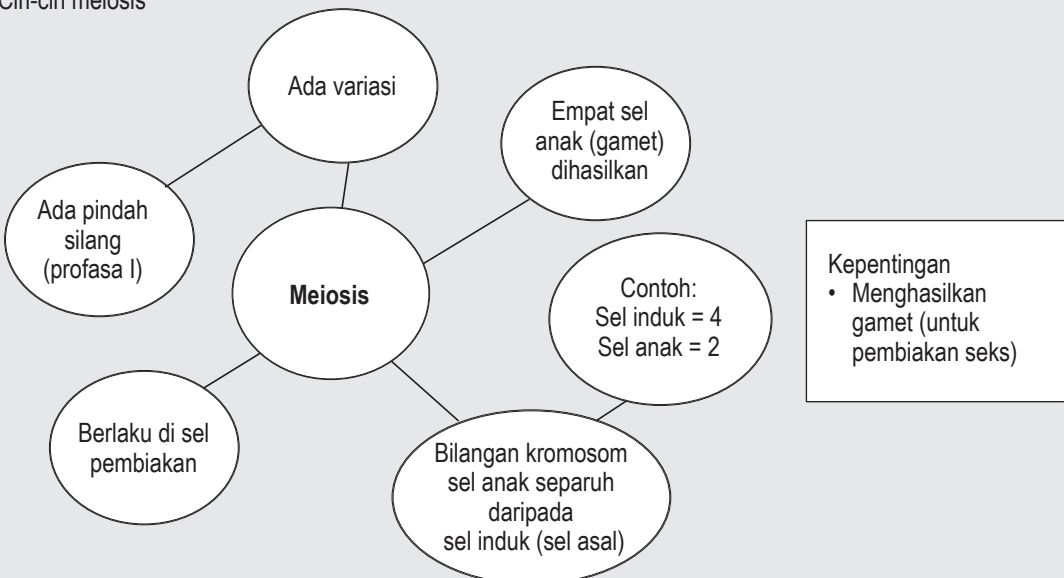 Ciri-ciri meiosis
Ada variasi
Empat sel
anak (gamet)
dihasilkan
Ada pindah
silang
(profasa I)
Meiosis
Contoh:
Sel induk = 4
Sel anak = 2
Kepentingan
• Menghasilkan
gamet (untuk
pembiakan seks)
Berlaku di sel
pembiakan
Bilangan kromosom
sel anak separuh
daripada
sel induk (sel asal)